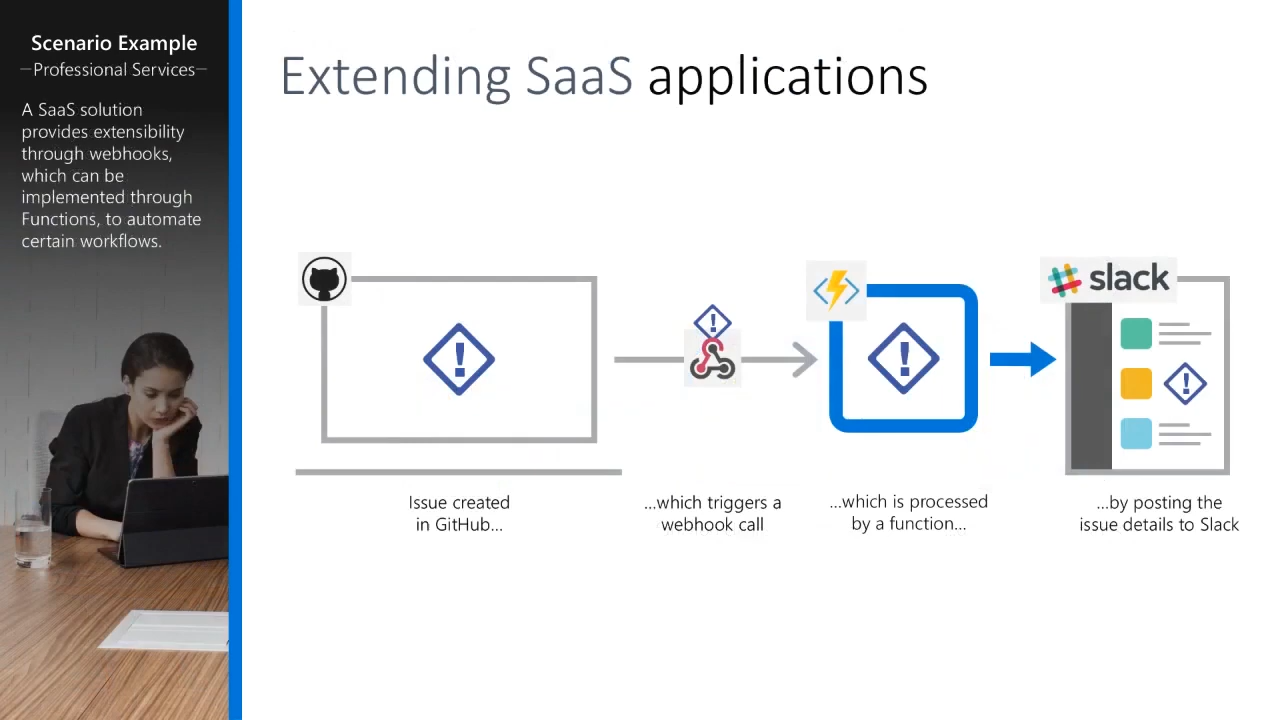 Scenario Example
—Professional Services—
A SaaS solution
provides extensibility
through webhooks,
which can be
implemented through
Functions, to automate
certain workflows.
Extending SaaS applications
slack
Issue created
in GitHub...
...which triggers a
webhook call
...which is processed
by a function...
...by posting the
issue details to Slack